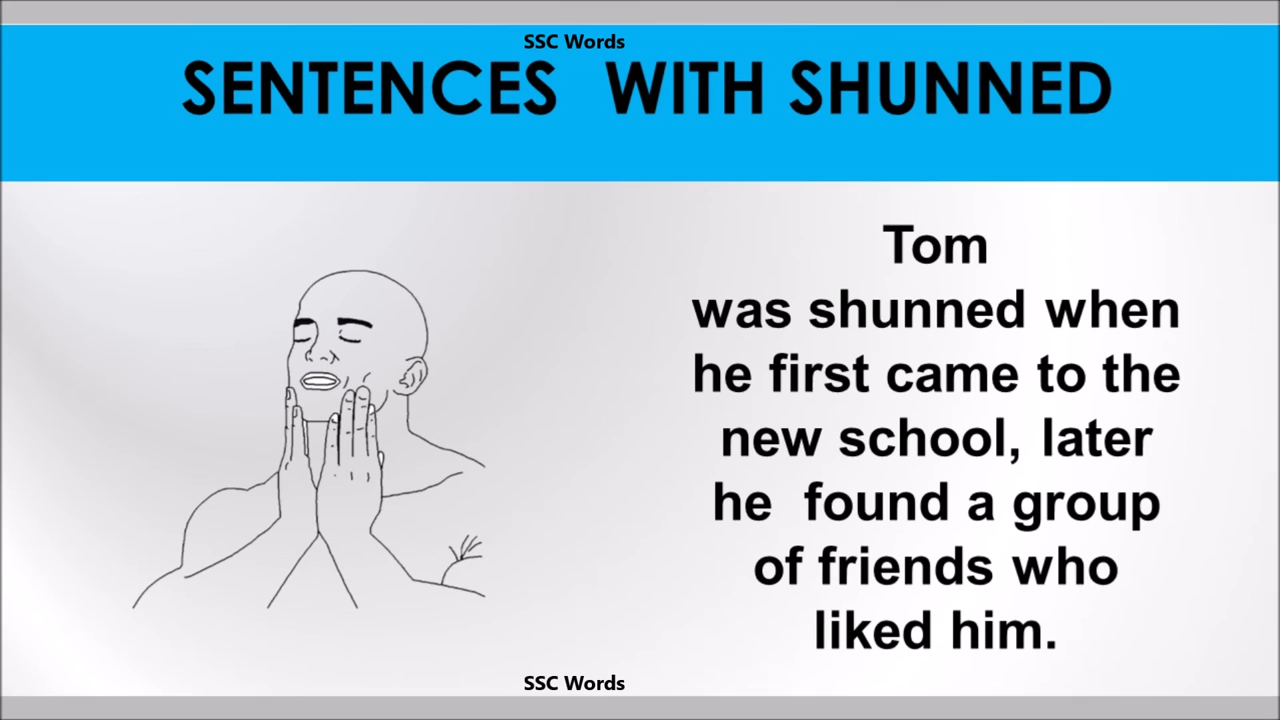 SSC Words
SENTENCES WITH SHUNNED
Tom
was shunned when
he first came to the
new school, later
he found a group
of friends who
liked him.
SSC Words